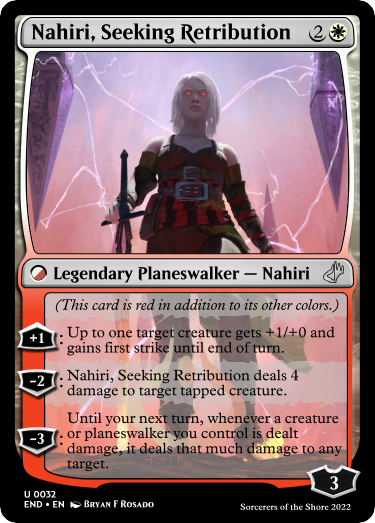 Nahiri, Seeking Retribution 2
Legendary Planeswalker — Nahiri
(This card is red in addition to its other colors.)
+1 : Up to one target creature gets +1/+0 and
gains first strike until end of turn.
-2 : Nahiri, Seeking Retribution deals 4
damage to target tapped creature.
Until your next turn, whenever a creature
or planeswalker you control is dealt
-3 : damage, it deals that much damage to any
target.
3
U 0032
END • EN Bryan F Rosado
Sorcerers of the Shore 2022